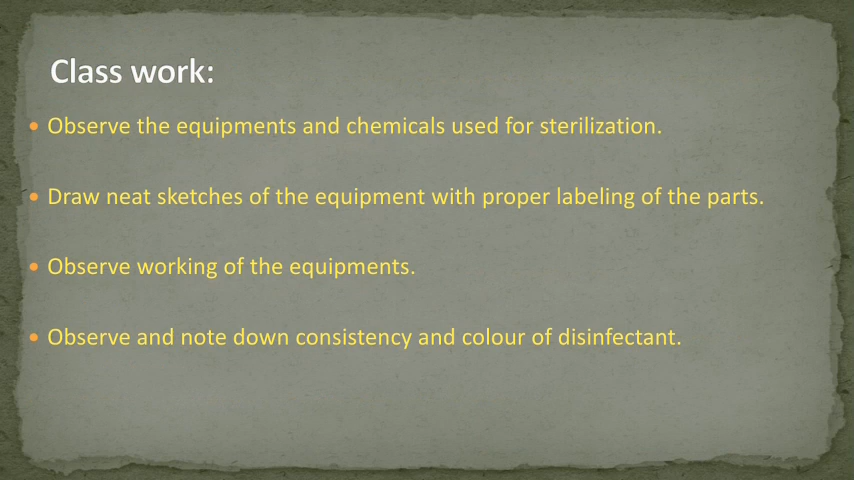 Class work:
• Observe the equipments and chemicals used for sterilization.
• Draw neat sketches of the equipment with proper labeling of the parts.
• Observe working of the equipments.
• Observe and note down consistency and colour of disinfectant.